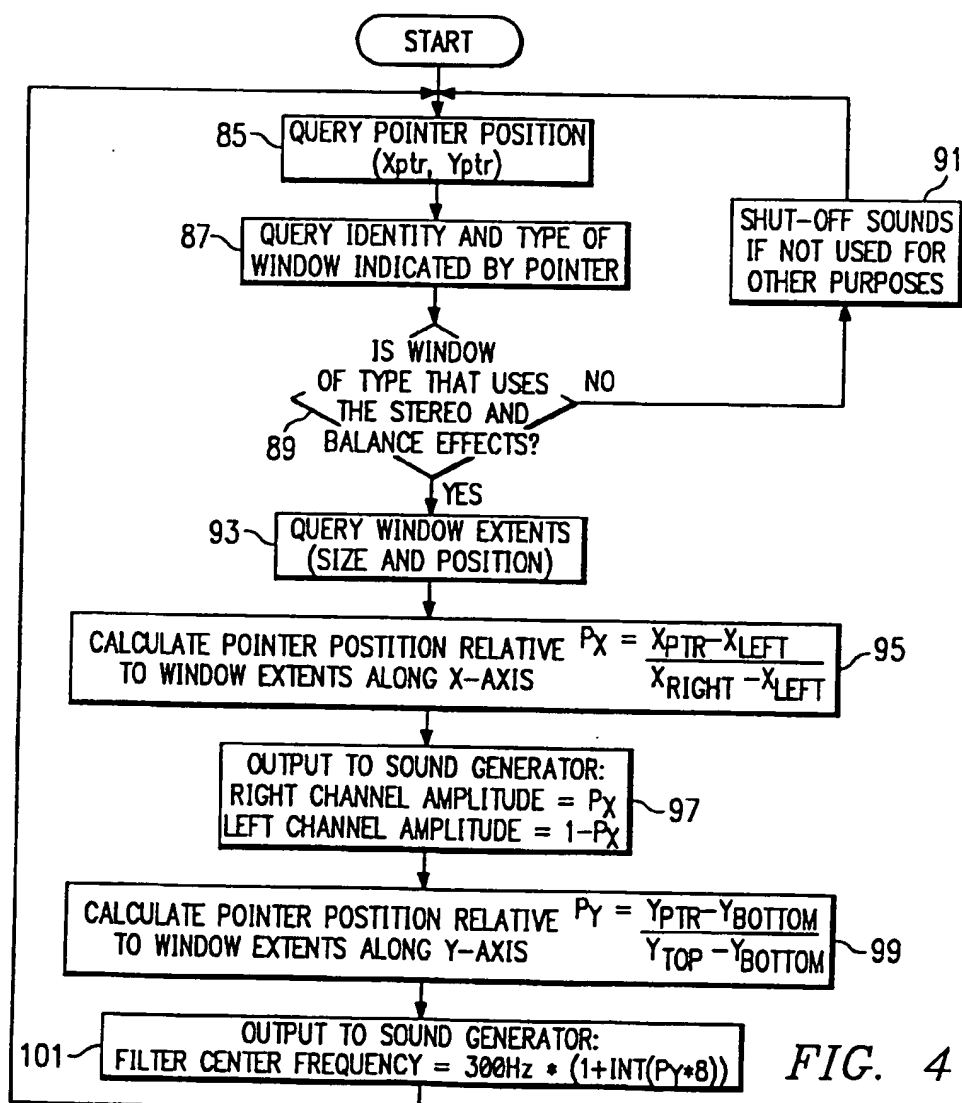 START
85
QUERY POINTER POSITION
(Xptr, Yptr)
91
SHUT-OFF SOUNDS
IF NOT USED FOR
OTHER PURPOSES
87
QUERY IDENTITY AND TYPE OF
WINDOW INDICATED BY POINTER
IS WINDOW
OF TYPE THAT USES
THE STEREO AND
BALANCE EFFECTS?
NO
89
YES
93
QUERY WINDOW EXTENTS
(SIZE AND POSITION)
CALCULATE POINTER POSTITION RELATIVE
TO WINDOW EXTENTS ALONG X-AXIS
PX = XPTR-XLEFT
XRIGHT -XLEFT
95
OUTPUT TO SOUND GENERATOR:
RIGHT CHANNEL AMPLITUDE = PX
LEFT CHANNEL AMPLITUDE = 1-PX
97
CALCULATE POINTER POSTITION RELATIVE
TO WINDOW EXTENTS ALONG Y-AXIS
PY = YPTR-YBOTTOM
YTOP -YBOTTOM
99
101
OUTPUT TO SOUND GENERATOR:
FILTER CENTER FREQUENCY = 300Hz * (1+INT(PY*8))
FIG. 4